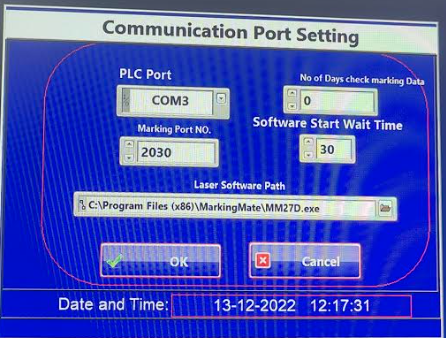 Communication Port Setting
PLC Port
No of Days check marking Data
COM3
0
Marking Port NO.
Software Start Wait Time
2030
30
Laser Software Path
C:\Program Files (x86)\MarkingMate\MM27D.exe
OK
Cancel
Date and Time: 13-12-2022 12:17:31